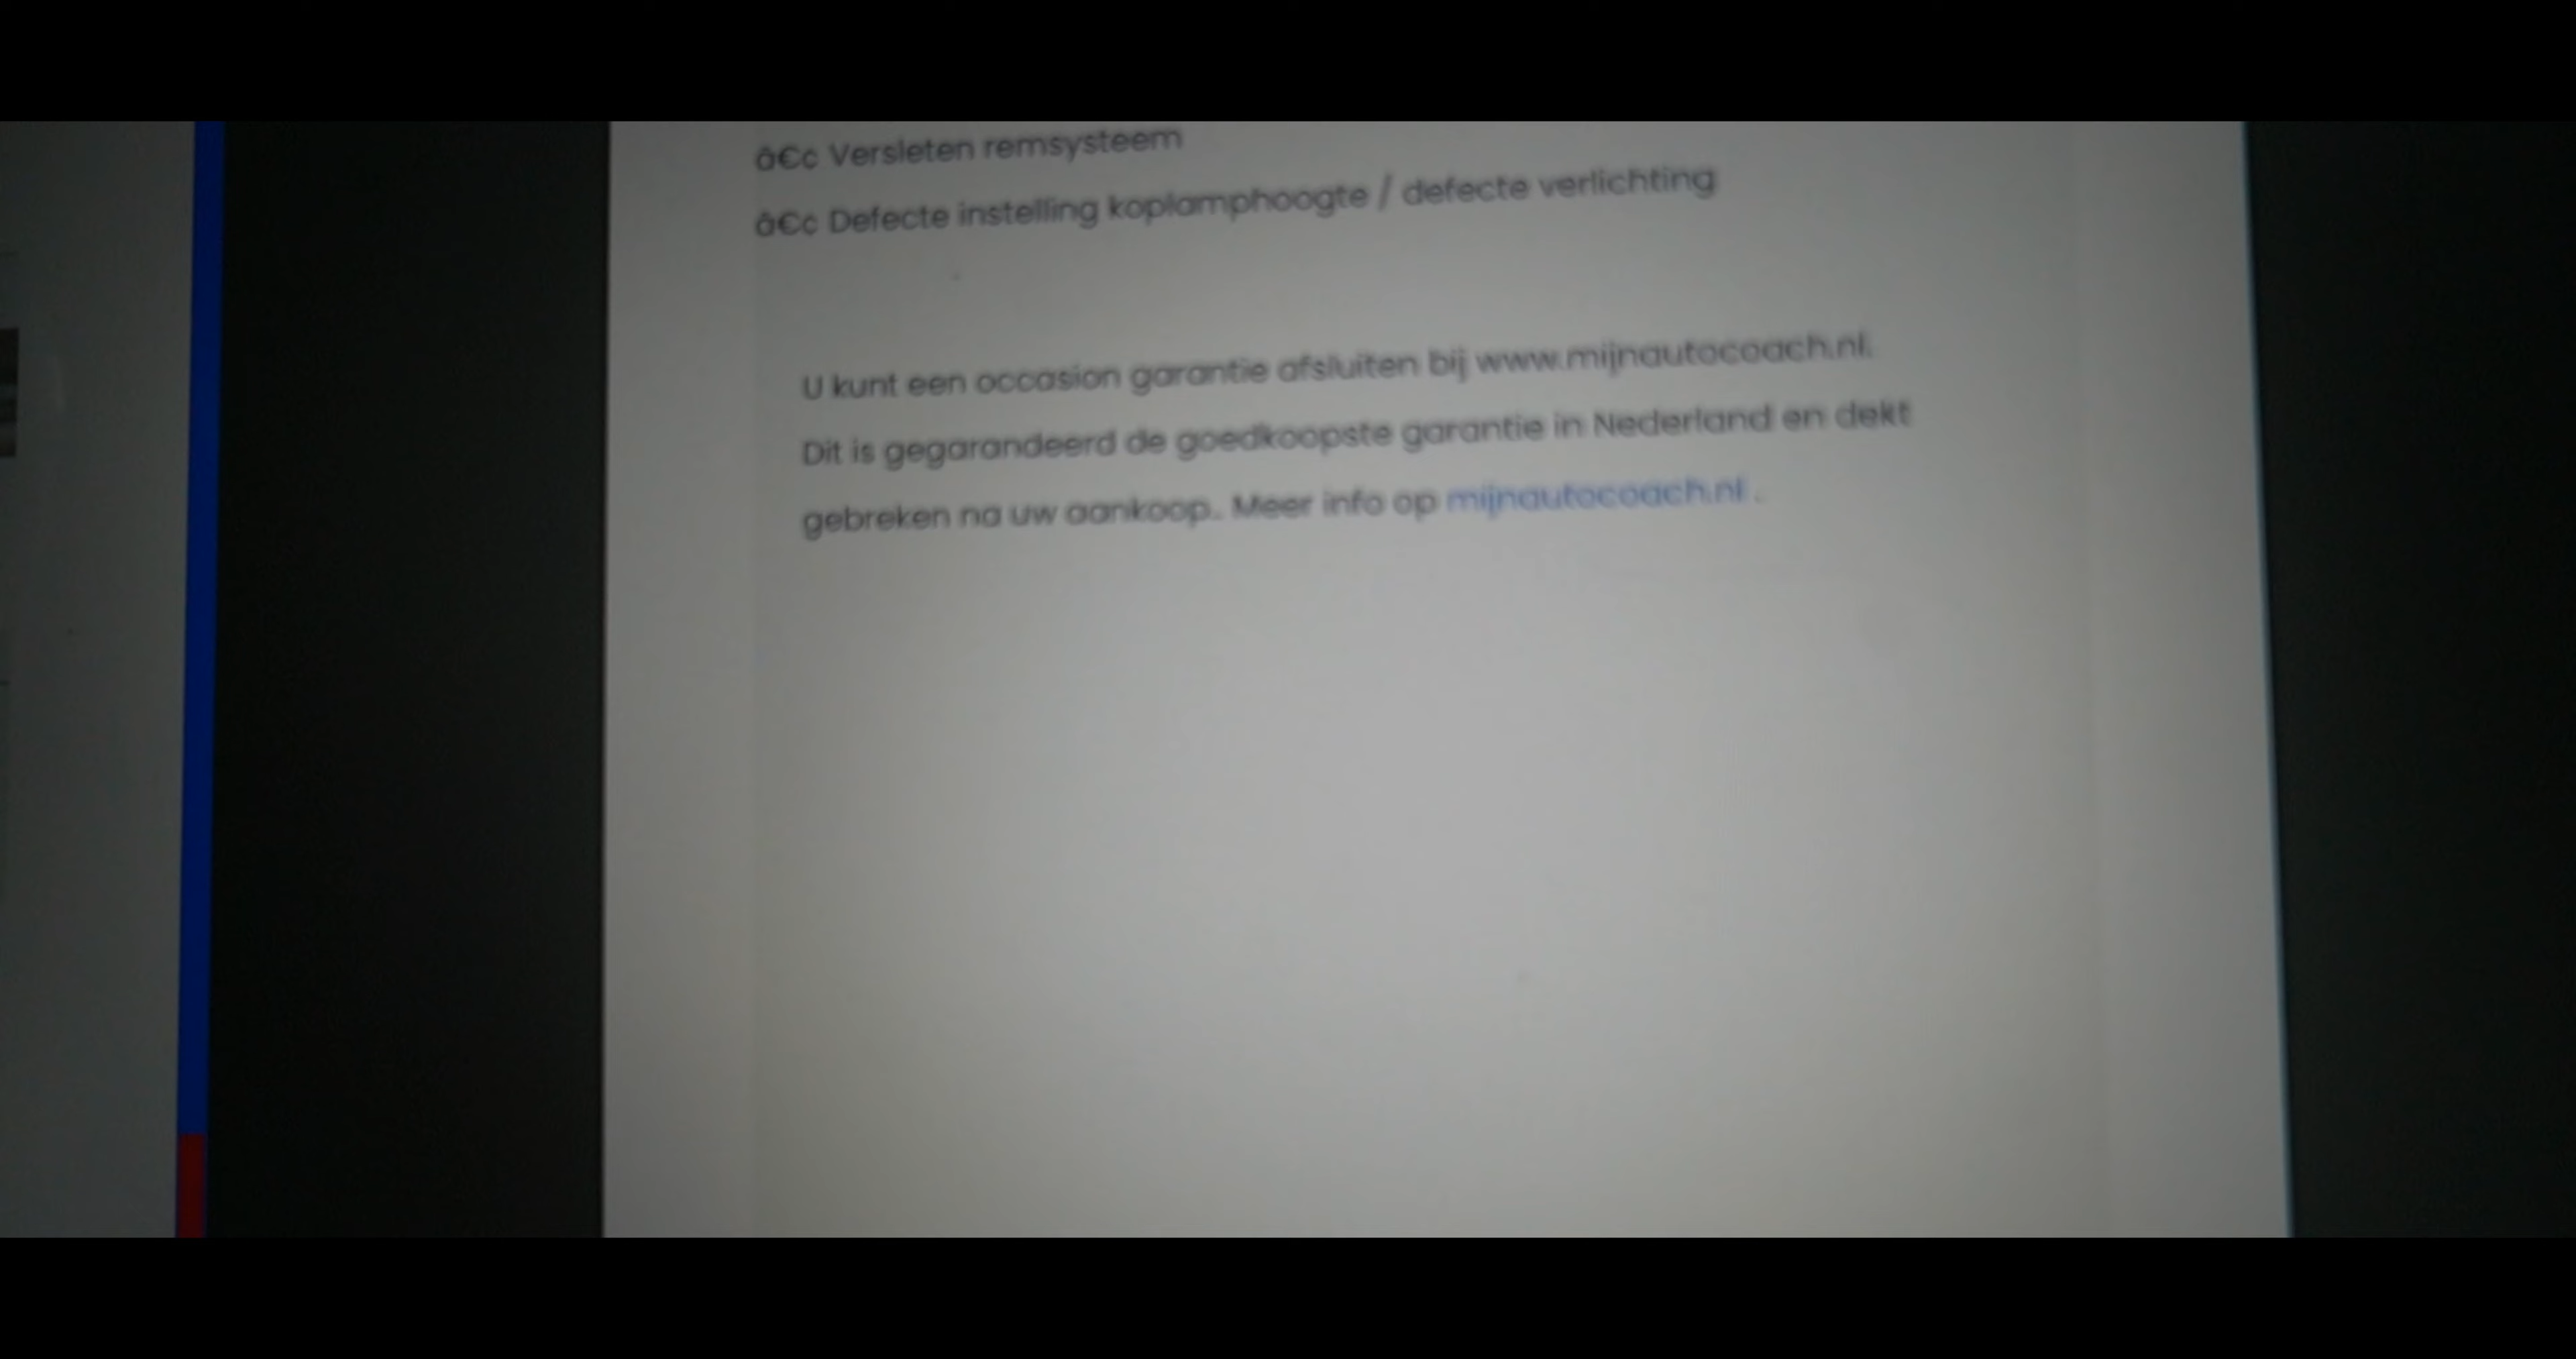 â€¢ Versleten remsysteem
â€¢ Defecte instelling koplamphoogte / defecte verlichting
U kunt een occasion garantie afsluiten bij www.mijnautocoach.nl.
Dit is gegarandeerd de goedkoopste garantie in Nederland en dekt
gebreken na uw aankoop.. Meer info op mijnautocoach.nl .